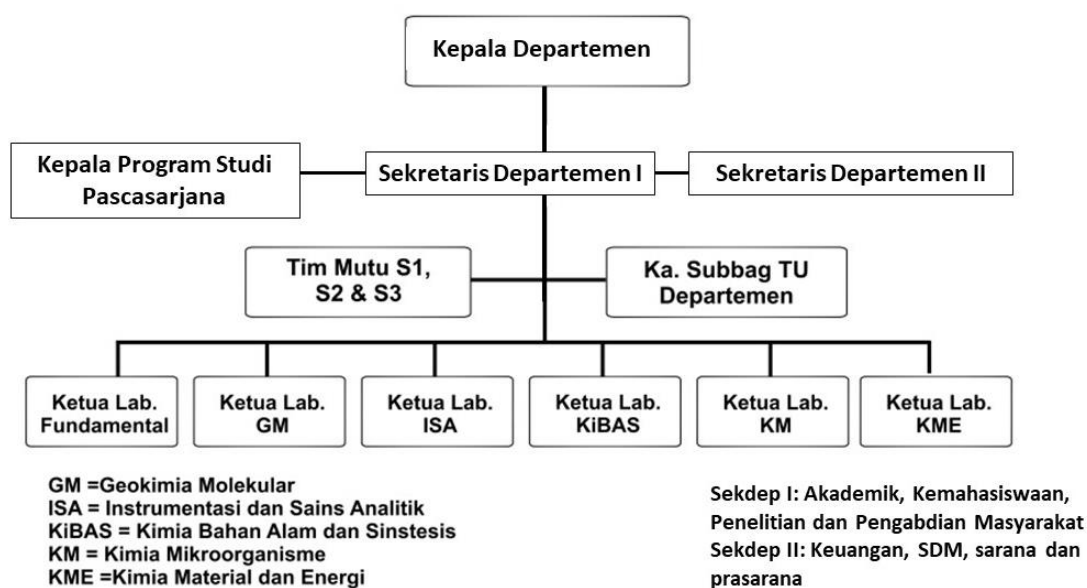 Kepala Departemen
Kepala Program Studi
Pascasarjana
Sekretaris Departemen I
Sekretaris Departemen II
Tim Mutu S1,
S2 & S3
Ka. Subbag TU
Departemen
Ketua Lab.
Fundamental
Ketua Lab.
GM
Ketua Lab.
ISA
Ketua Lab.
KiBAS
Ketua Lab.
KM
Ketua Lab.
KME
GM =Geokimia Molekular
ISA = Instrumentasi dan Sains Analitik
KiBAS = Kimia Bahan Alam dan Sinstesis
KM = Kimia Mikroorganisme
KME =Kimia Material dan Energi
Sekdep I: Akademik, Kemahasiswaan,
Penelitian dan Pengabdian Masyarakat
Sekdep II: Keuangan, SDM, sarana dan
prasarana